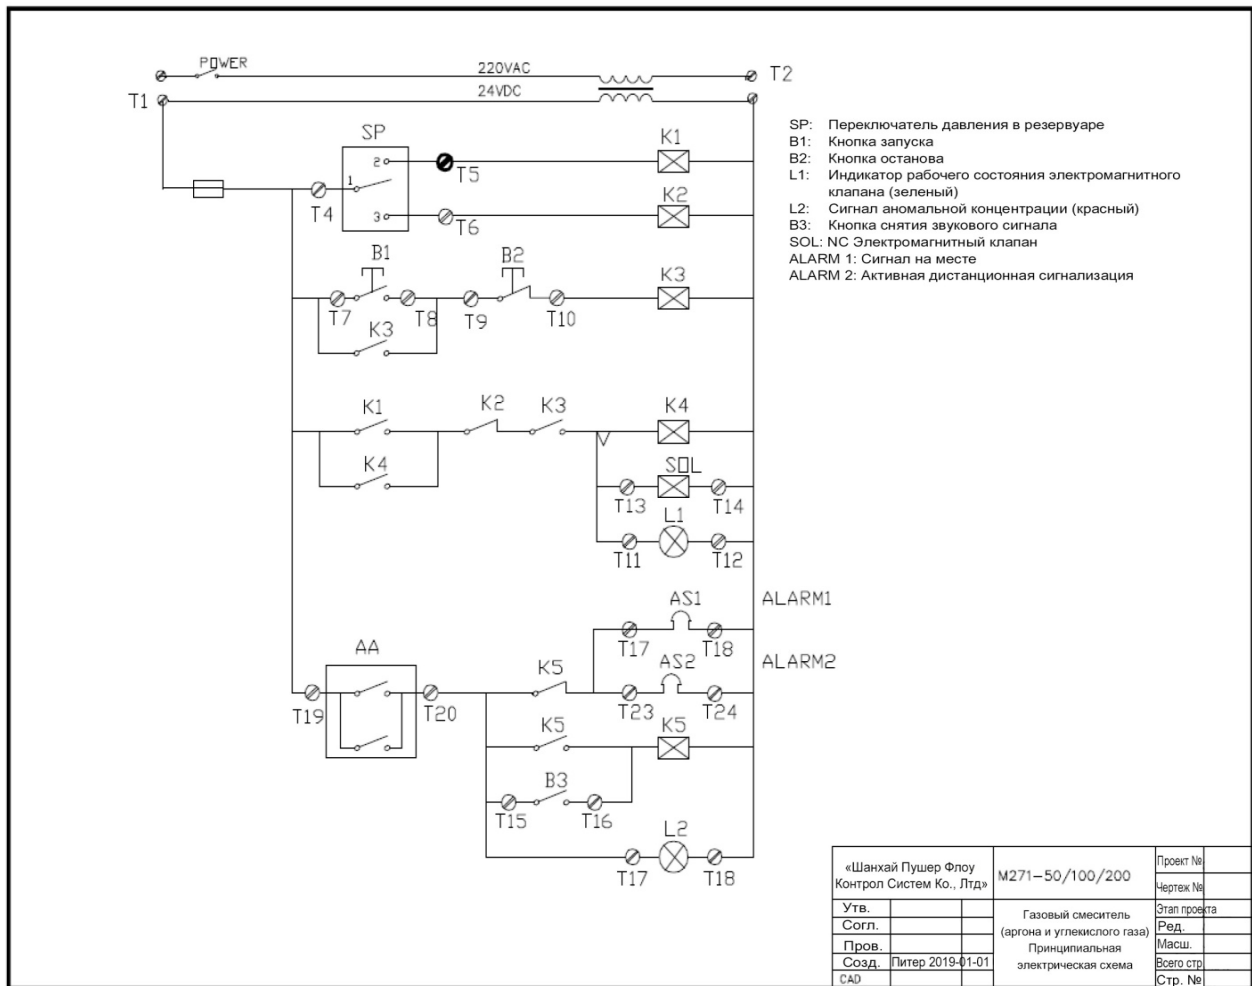 POWER
220VAC
T2
T1
24VDC
SP
K1
2
T5
1
T4
K2
3
T6
SP: Переключатель давления в резервуаре
B1: Кнопка запуска
B2: Кнопка останова
L1: Индикатор рабочего состояния электромагнитного
клапана (зеленый)
L2: Сигнал аномальной концентрации (красный)
B3: Кнопка снятия звукового сигнала
SOL: NC Электромагнитный клапан
ALARM 1: Сигнал на месте
ALARM 2: Активная дистанционная сигнализация
B1
B2
K3
T7
T8
T9
T10
K3
K1
K2
K3
K4
K4
SOL
T13
T14
L1
T11
T12
AS1
ALARM1
T17
T18
AA
K5
AS2
ALARM2
T19
T20
T23
T24
K5
K5
B3
T15
T16
L2
T17
T18
«Шанхай Пушер Флоу
Контрол Систем Ко., Лтд»
M271-50/100/200
Проект №
Чертеж №
Утв.
Согл.
Пров.
Созд. Питер 2019-01-01
CAD
Газовый смеситель
(аргона и углекислого газа)
Принципиальная
электрическая схема
Этап проекта
Ред.
Масш.
Всего стр.
Стр. №